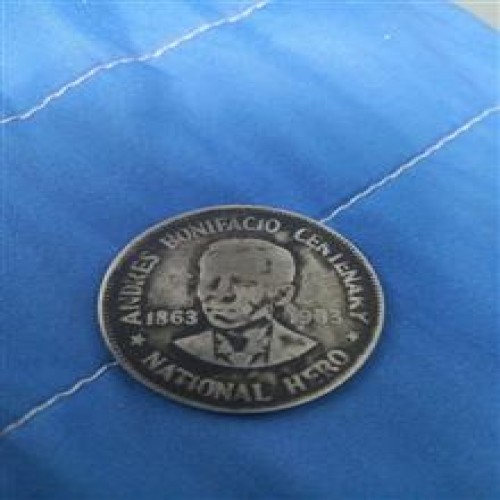 ANDRES BONIFACIO CENTENARY
1863 1963
NATIONAL HERO